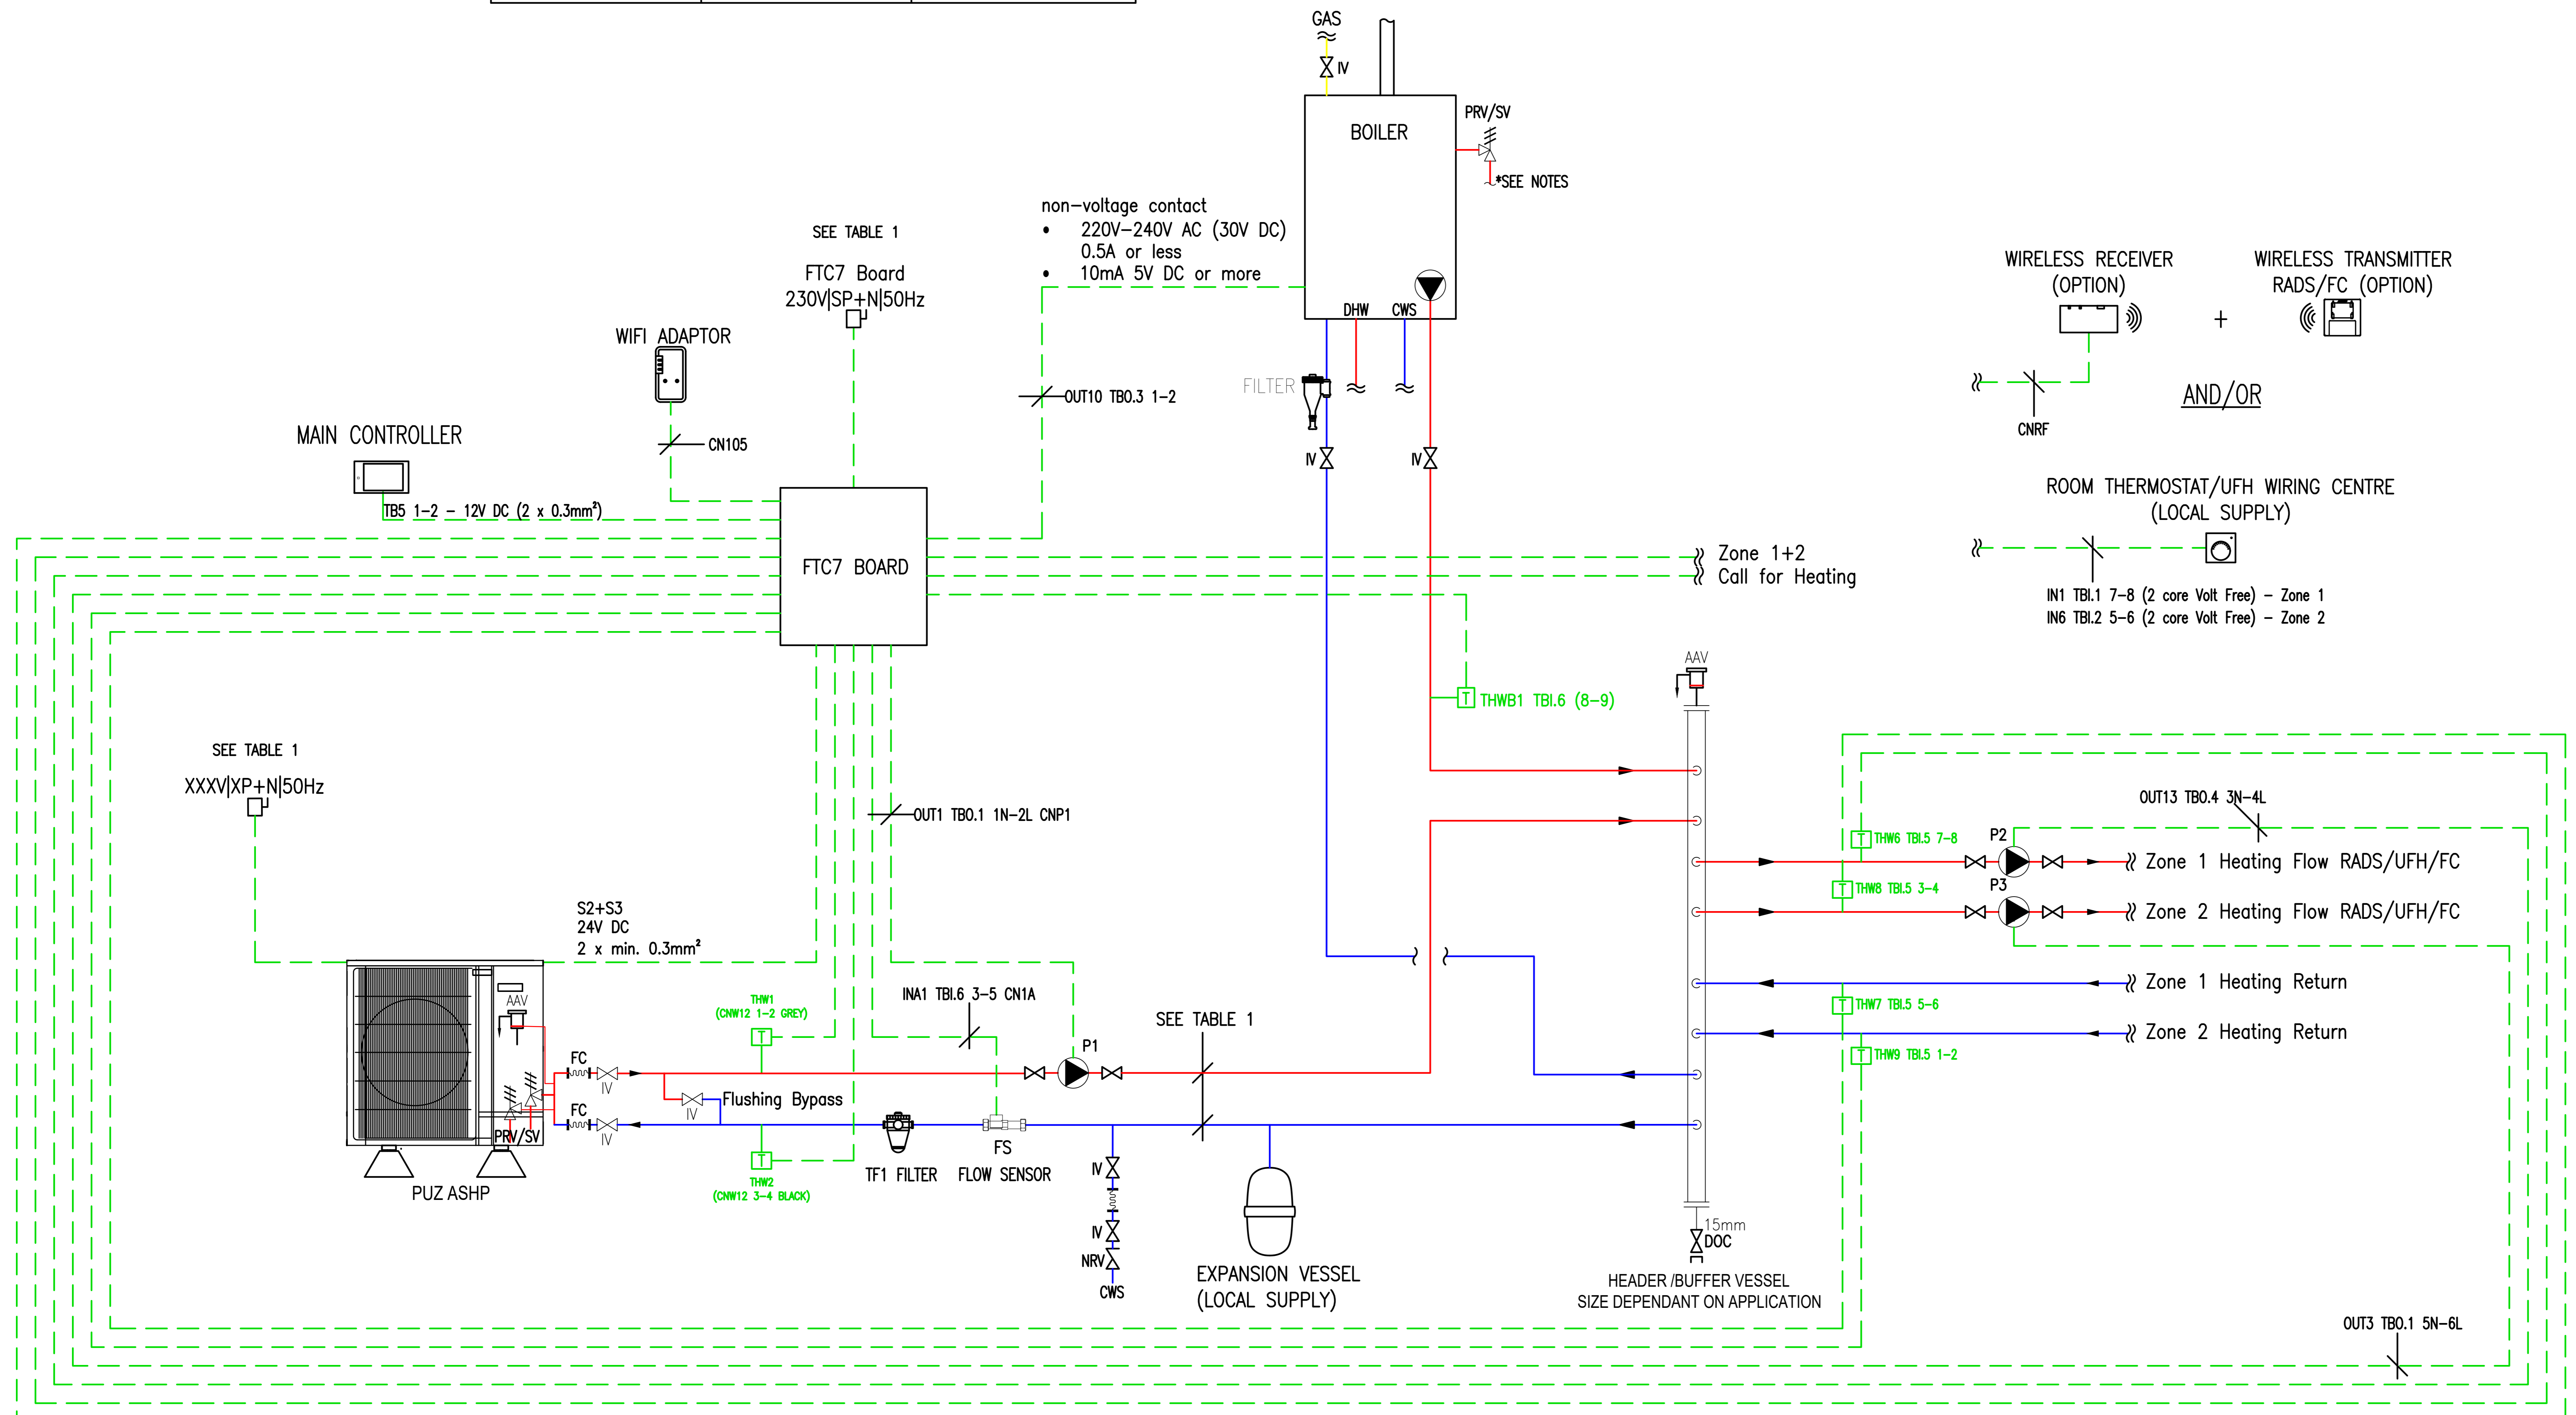 GAS
IV
BOILER
PRV/SV
*SEE NOTES
non-voltage contact
• 220V-240V AC (30V DC)
0.5A or less
• 10mA 5V DC or more
SEE TABLE 1
FTC7 Board
230V|SP+N|50Hz
WIFI ADAPTOR
CN105
MAIN CONTROLLER
TB5 1-2 - 12V DC (2 x 0.3mm²)
OUT10 TBO.3 1-2
DHW
CWS
FILTER
IV
IV
WIRELESS RECEIVER
(OPTION)
+
WIRELESS TRANSMITTER
RADS/FC (OPTION)
CNRF
AND/OR
ROOM THERMOSTAT/UFH WIRING CENTRE
(LOCAL SUPPLY)
IN1 TBI.1 7-8 (2 core Volt Free) - Zone 1
IN6 TBI.2 5-6 (2 core Volt Free) - Zone 2
FTC7 BOARD
Zone 1+2
Call for Heating
THWB1 TBI.6 (8-9)
T
AAV
SEE TABLE 1
XXXV|XP+N|50Hz
OUT1 TBO.1 1N-2L CNP1
OUT13 TBO.4 3N-4L
T
THW6 TBI.5 7-8
P2
Zone 1 Heating Flow RADS/UFH/FC
T
THW8 TBI.5 3-4
P3
Zone 2 Heating Flow RADS/UFH/FC
S2+S3
24V DC
2 x min. 0.3mm²
Zone 1 Heating Return
T
THW7 TBI.5 5-6
Zone 2 Heating Return
T
THW9 TBI.5 1-2
AAV
PRV/SV
PUZ ASHP
FC
IV
FC
IV
THW1
(CNW12 1-2 GREY)
T
INA1 TBI.6 3-5 CN1A
P1
SEE TABLE 1
IV
Flushing Bypass
T
THW2
(CNW12 3-4 BLACK)
TF1 FILTER
FS
FLOW SENSOR
IV
IV
NRV
CWS
EXPANSION VESSEL
(LOCAL SUPPLY)
15mm
DOC
HEADER /BUFFER VESSEL
SIZE DEPENDANT ON APPLICATION
OUT3 TBO.1 5N-6L